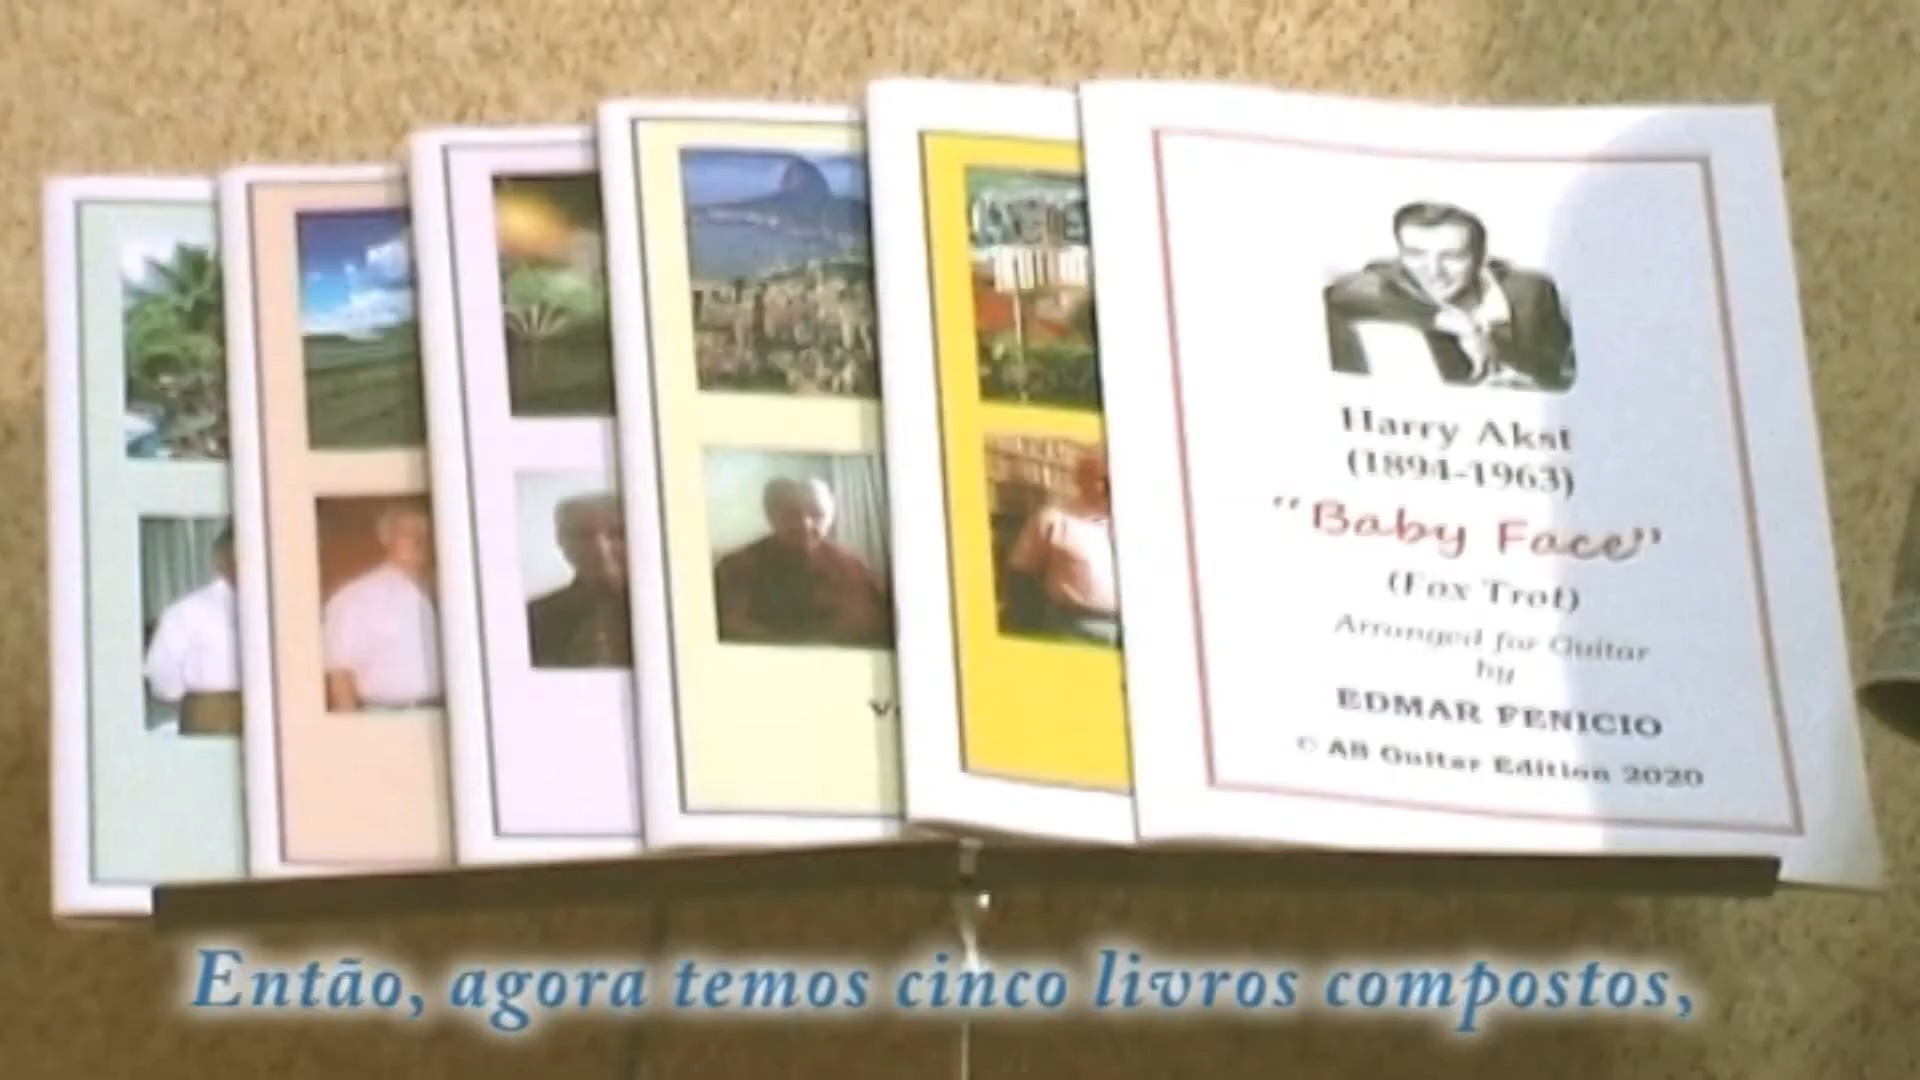 Harry Akst
(1894-1963)
"Baby Face"
(Fox Trot)
Arranged for Guitar
by
EDMAR FENICIO
© AB Guitar Edition 2020
Então, agora temos cinco livros compostos,